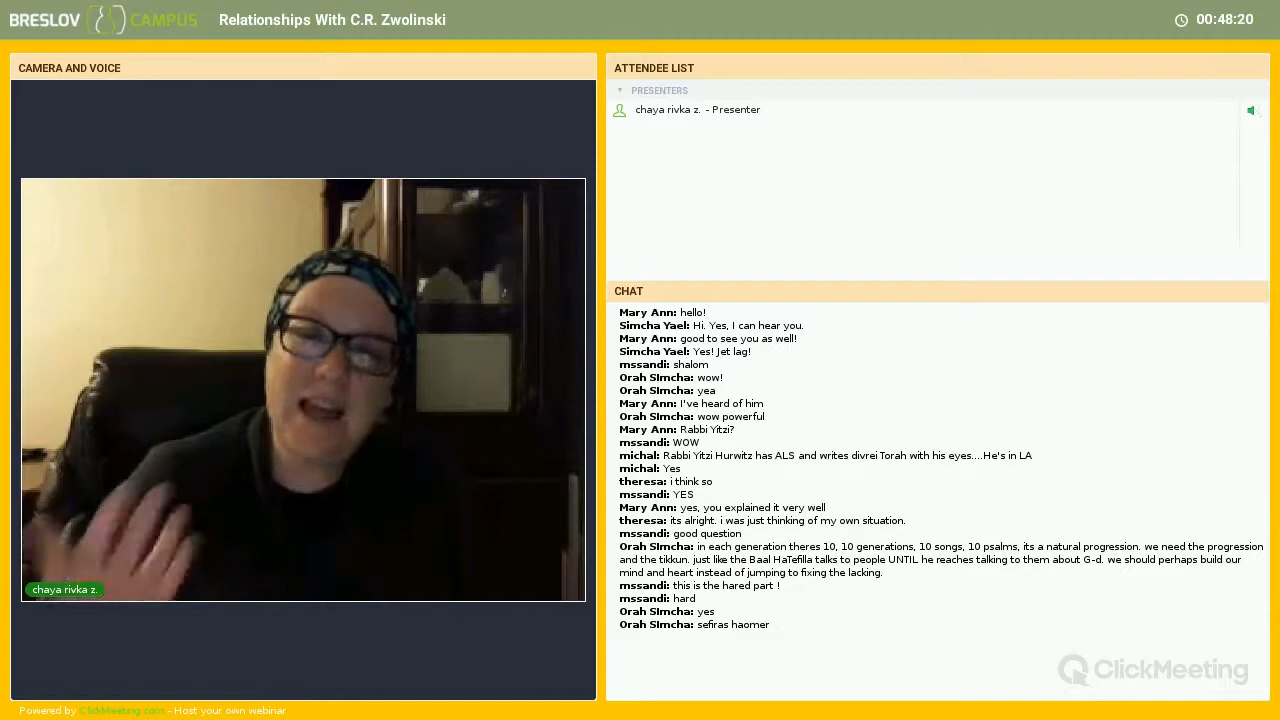 BRESLOV CAMPUS Relationships With C.R. Zwolinski 00:48:20
CAMERA AND VOICE
chaya rivka z.
ATTENDEE LIST
PRESENTERS
chaya rivka z. - Presenter
CHAT
Mary Ann: hello!
Simcha Yael: Hi. Yes, I can hear you.
Mary Ann: good to see you as well!
Simcha Yael: Yes! Jet lag!
mssandi: shalom
Orah SImcha: wow!
Orah SImcha: yea
Mary Ann: I've heard of him
Orah SImcha: wow powerful
Mary Ann: Rabbi Yitzi?
mssandi: WOW
michal: Rabbi Yitzi Hurwitz has ALS and writes divrei Torah with his eyes....He's in LA
michal: Yes
theresa: i think so
mssandi: YES
Mary Ann: yes, you explained it very well
theresa: its alright. i was just thinking of my own situation.
mssandi: good question
Orah SImcha: in each generation theres 10, 10 generations, 10 songs, 10 psalms, its a natural progression. we need the progression
and the tikkun. just like the Baal HaTefilla talks to people UNTIL he reaches talking to them about G-d. we should perhaps build our
mind and heart instead of jumping to fixing the lacking.
mssandi: this is the hared part !
mssandi: hard
Orah SImcha: yes
Orah SImcha: sefiras haomer
ClickMeeting
Powered by ClickMeeting.com - Host your own webinar